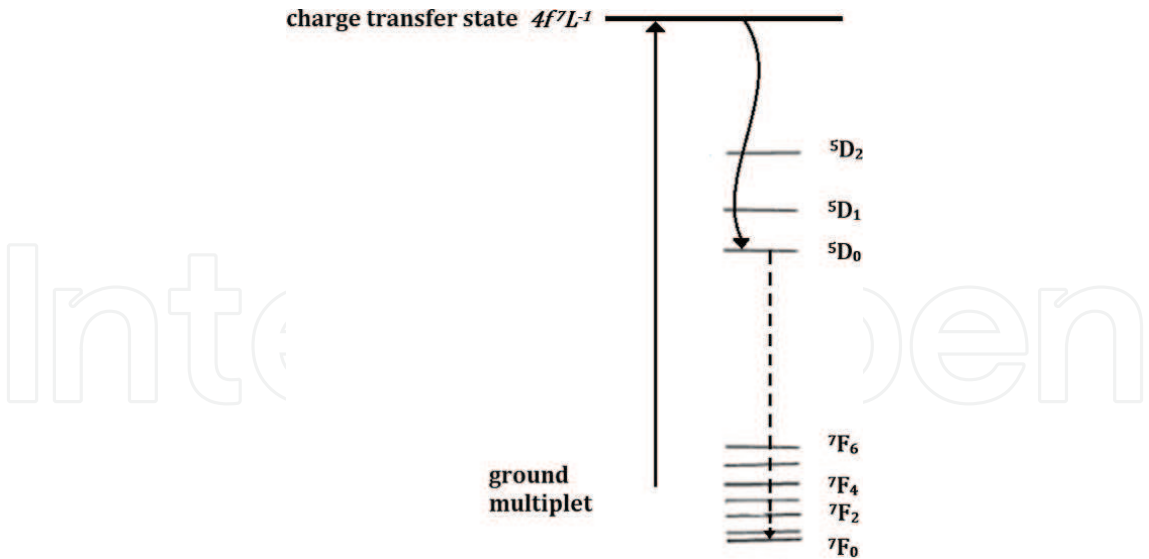 charge transfer state 4f⁷L⁻¹
⁵D₂
⁵D₁
⁵D₀
⁷F₆
ground
multiplet
⁷F₄
⁷F₂
⁷F₀